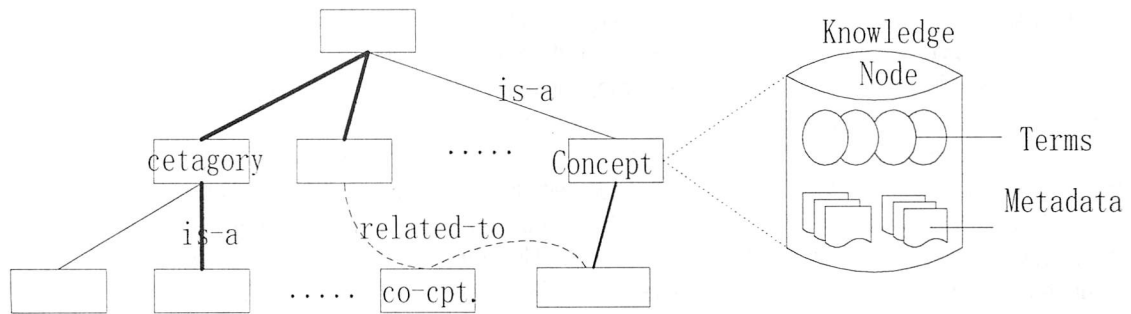 Knowledge
Node
is-a
cetagory
.....
Concept
Terms
Metadata
is-a
related-to
.....
co-cpt.